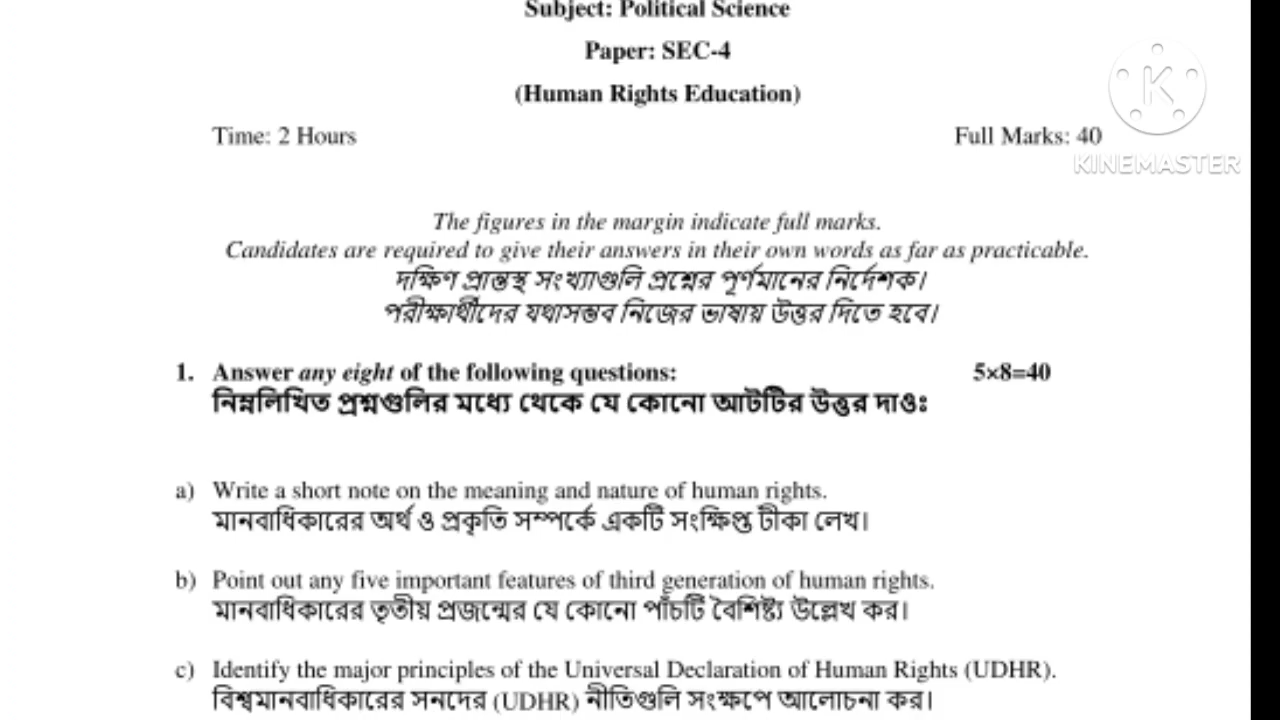 Subject: Political Science
Paper: SEC-4
(Human Rights Education)
Time: 2 Hours Full Marks: 40
KINEMASTER
The figures in the margin indicate full marks.
Candidates are required to give their answers in their own words as far as practicable.
দক্ষিণ প্রান্তস্থ সংখ্যাগুলি প্রশ্নের পূর্ণমানের নির্দেশক।
পরীক্ষার্থীদের যথাসম্ভব নিজের ভাষায় উত্তর দিতে হবে।
1. Answer any eight of the following questions: 5×8=40
নিম্নলিখিত প্রশ্নগুলির মধ্যে থেকে যে কোনো আটটির উত্তর দাওঃ
a) Write a short note on the meaning and nature of human rights.
মানবাধিকারের অর্থ ও প্রকৃতি সম্পর্কে একটি সংক্ষিপ্ত টীকা লেখ।
b) Point out any five important features of third generation of human rights.
মানবাধিকারের তৃতীয় প্রজন্মের যে কোনো পাঁচটি বৈশিষ্ট্য উল্লেখ কর।
c) Identify the major principles of the Universal Declaration of Human Rights (UDHR).
বিশ্বমানবাধিকারের সনদের (UDHR) নীতিগুলি সংক্ষপে আলোচনা কর।